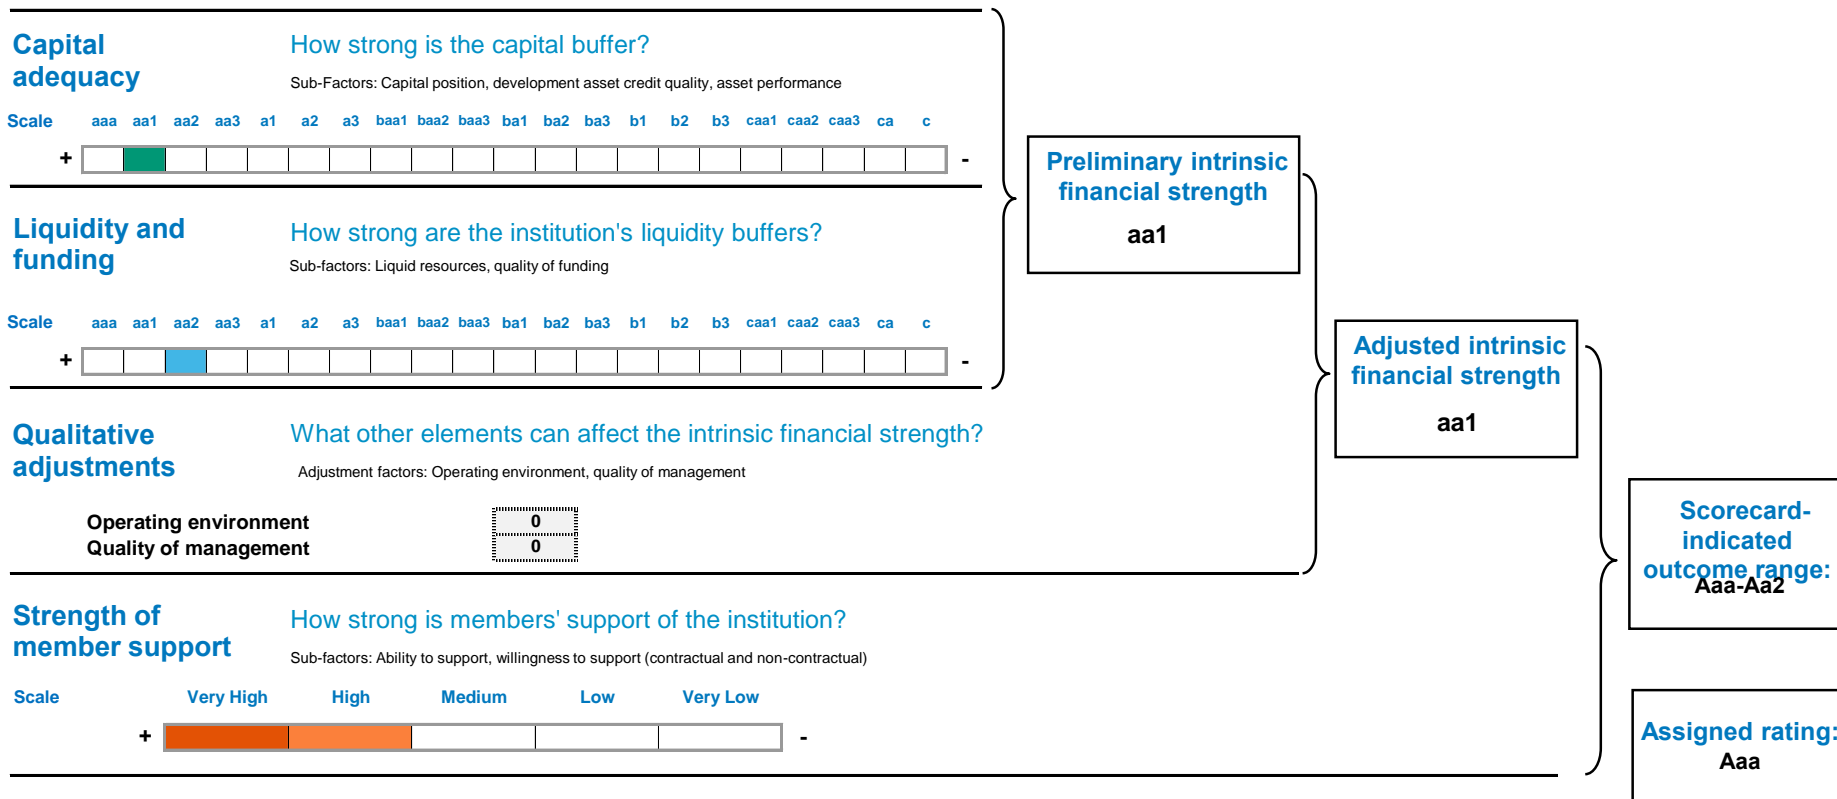 Capital
adequacy
How strong is the capital buffer?
Sub-Factors: Capital position, development asset credit quality, asset performance
Scale aaa aa1 aa2 aa3 a1 a2 a3 baa1 baa2 baa3 ba1 ba2 ba3 b1 b2 b3 caa1 caa2 caa3 ca c
+ -
Liquidity and
funding
How strong are the institution's liquidity buffers?
Sub-factors: Liquid resources, quality of funding
Scale aaa aa1 aa2 aa3 a1 a2 a3 baa1 baa2 baa3 ba1 ba2 ba3 b1 b2 b3 caa1 caa2 caa3 ca c
+ -
Preliminary intrinsic
financial strength
aa1
Qualitative
adjustments
What other elements can affect the intrinsic financial strength?
Adjustment factors: Operating environment, quality of management
Operating environment 0
Quality of management 0
Adjusted intrinsic
financial strength
aa1
Strength of
member support
How strong is members' support of the institution?
Sub-factors: Ability to support, willingness to support (contractual and non-contractual)
Scale Very High High Medium Low Very Low
+ -
Scorecard-
indicated
outcome range:
Aaa-Aa2
Assigned rating:
Aaa